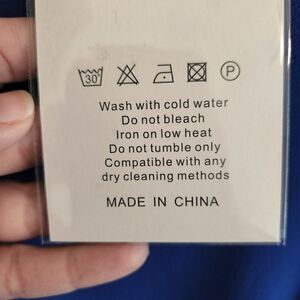 30°
P
Wash with cold water
Do not bleach
Iron on low heat
Do not tumble only
Compatible with any
dry cleaning methods
MADE IN CHINA